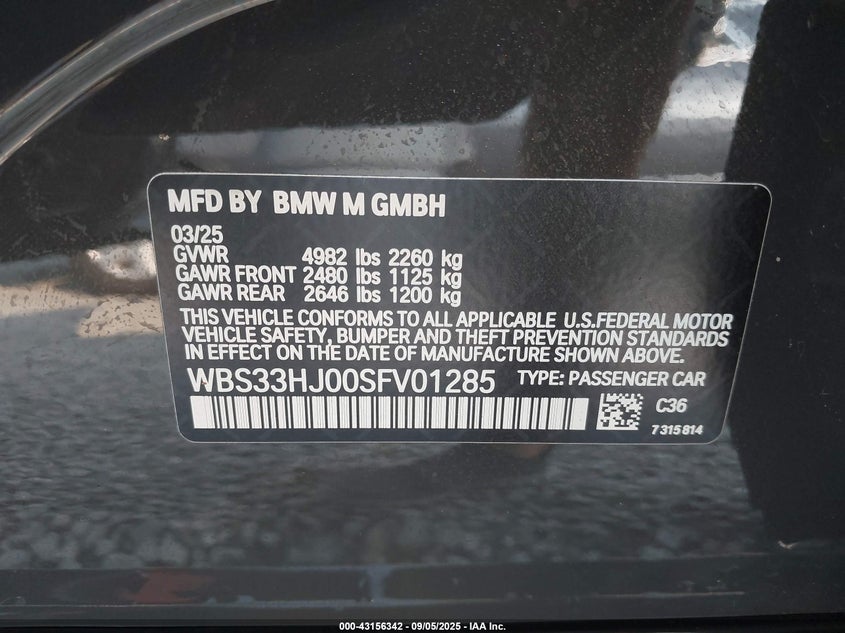 MFD BY BMW M GMBH
03/25
GVWR 4982 lbs 2260 kg
GAWR FRONT 2480 lbs 1125 kg
GAWR REAR 2646 lbs 1200 kg
THIS VEHICLE CONFORMS TO ALL APPLICABLE U.S.FEDERAL MOTOR
VEHICLE SAFETY, BUMPER AND THEFT PREVENTION STANDARDS
IN EFFECT ON THE DATE OF MANUFACTURE SHOWN ABOVE.
WBS33HJ00SFV01285 TYPE: PASSENGER CAR
C36
7315814
000-43156342 - 09/05/2025 - IAA Inc.